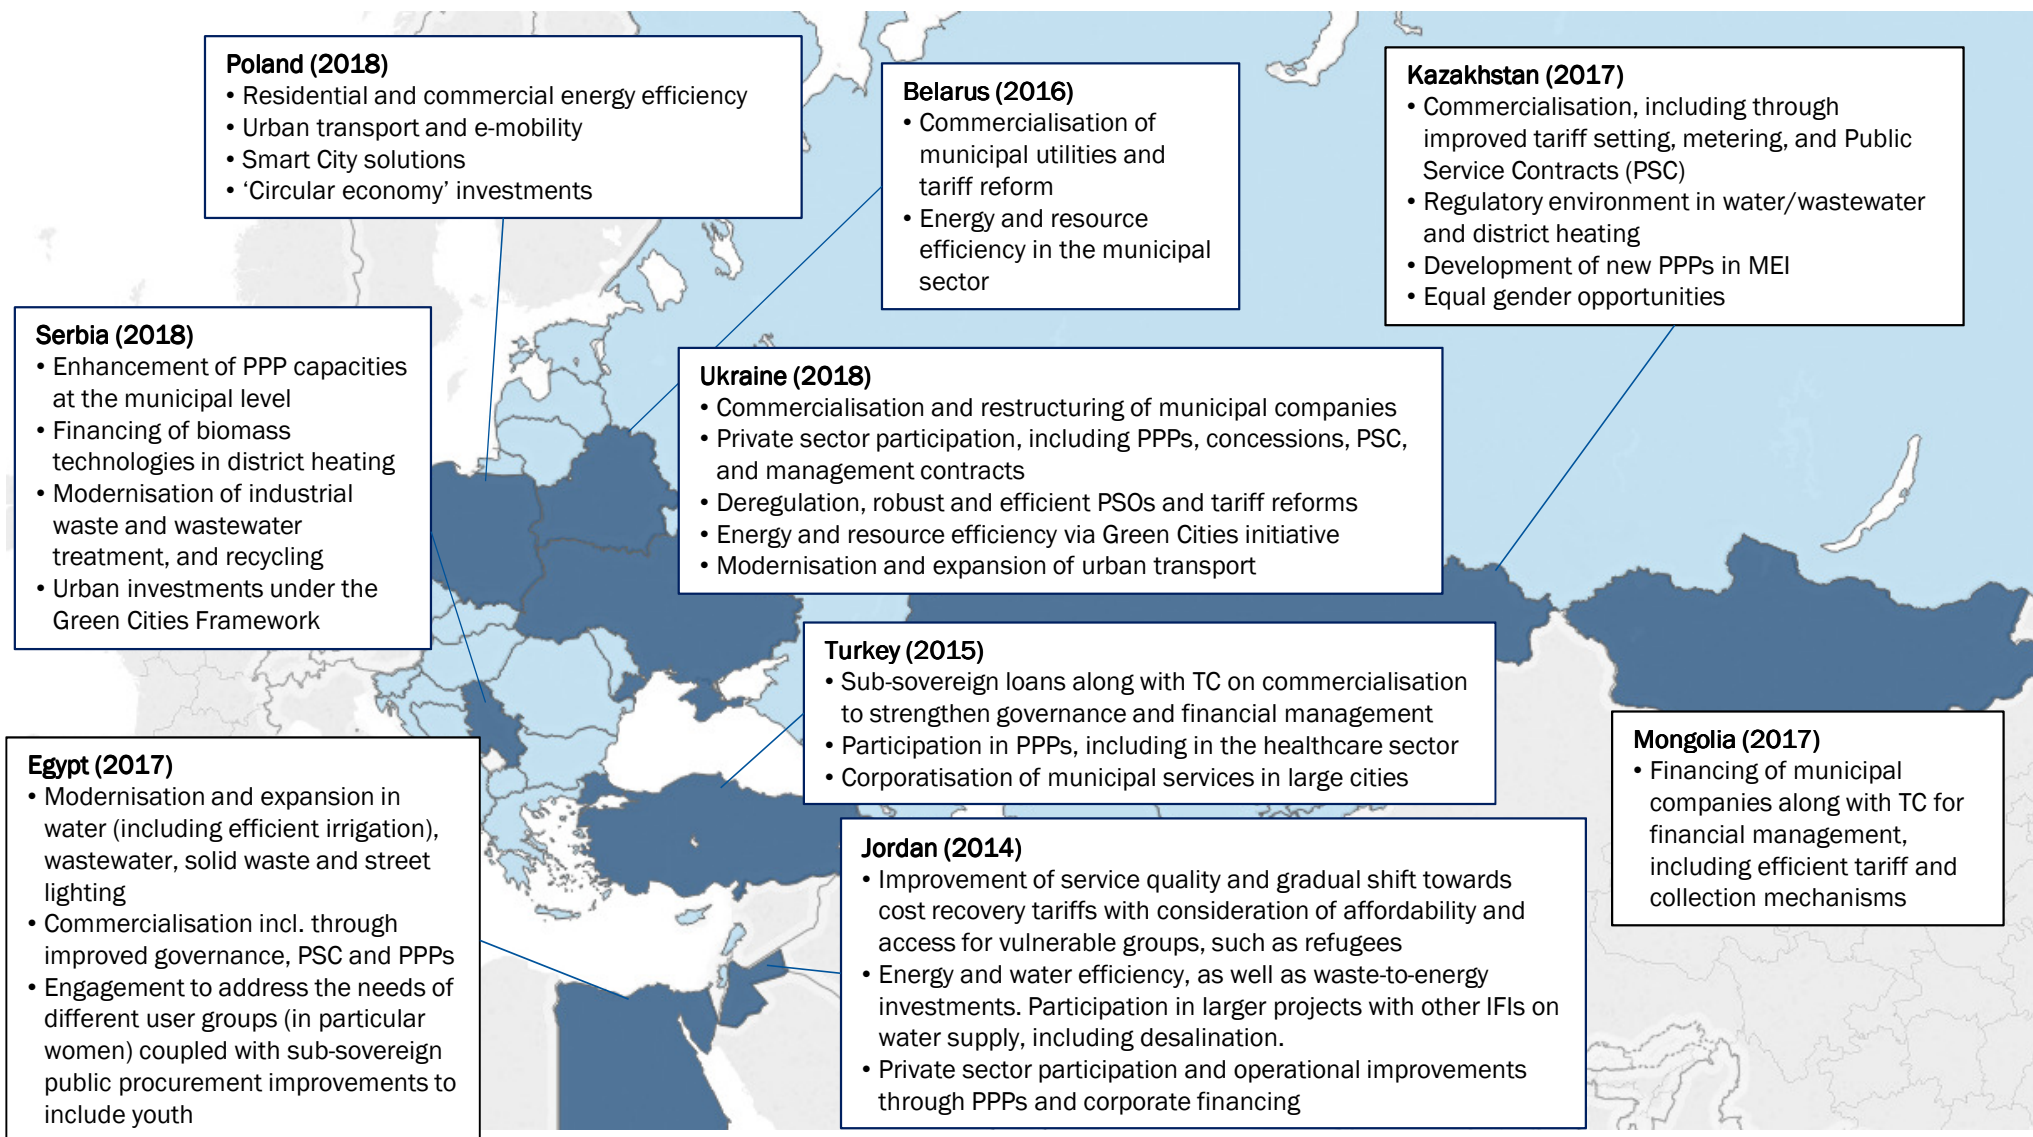 Poland (2018)
• Residential and commercial energy efficiency
• Urban transport and e-mobility
• Smart City solutions
• ‘Circular economy’ investments
Belarus (2016)
• Commercialisation of
municipal utilities and
tariff reform
• Energy and resource
efficiency in the municipal
sector
Kazakhstan (2017)
• Commercialisation, including through
improved tariff setting, metering, and Public
Service Contracts (PSC)
• Regulatory environment in water/wastewater
and district heating
• Development of new PPPs in MEI
• Equal gender opportunities
Serbia (2018)
• Enhancement of PPP capacities
at the municipal level
• Financing of biomass
technologies in district heating
• Modernisation of industrial
waste and wastewater
treatment, and recycling
• Urban investments under the
Green Cities Framework
Ukraine (2018)
• Commercialisation and restructuring of municipal companies
• Private sector participation, including PPPs, concessions, PSC,
and management contracts
• Deregulation, robust and efficient PSOs and tariff reforms
• Energy and resource efficiency via Green Cities initiative
• Modernisation and expansion of urban transport
Turkey (2015)
• Sub-sovereign loans along with TC on commercialisation
to strengthen governance and financial management
• Participation in PPPs, including in the healthcare sector
• Corporatisation of municipal services in large cities
Mongolia (2017)
• Financing of municipal
companies along with TC for
financial management,
including efficient tariff and
collection mechanisms
Egypt (2017)
• Modernisation and expansion in
water (including efficient irrigation),
wastewater, solid waste and street
lighting
• Commercialisation incl. through
improved governance, PSC and PPPs
• Engagement to address the needs of
different user groups (in particular
women) coupled with sub-sovereign
public procurement improvements to
include youth
Jordan (2014)
• Improvement of service quality and gradual shift towards
cost recovery tariffs with consideration of affordability and
access for vulnerable groups, such as refugees
• Energy and water efficiency, as well as waste-to-energy
investments. Participation in larger projects with other IFIs on
water supply, including desalination.
• Private sector participation and operational improvements
through PPPs and corporate financing